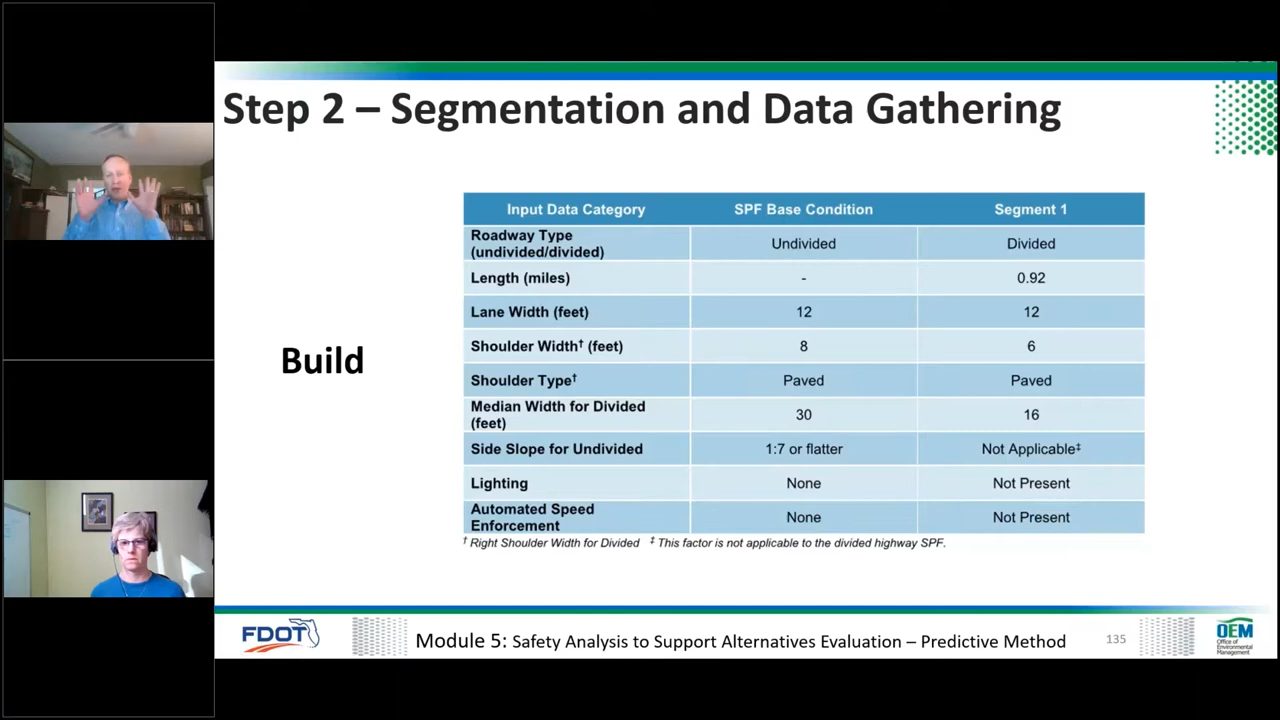 Step 2 – Segmentation and Data Gathering
Build
Input Data Category SPF Base Condition Segment 1
Roadway Type
(undivided/divided) Undivided Divided
Length (miles) - 0.92
Lane Width (feet) 12 12
Shoulder Width† (feet) 8 6
Shoulder Type† Paved Paved
Median Width for Divided
(feet) 30 16
Side Slope for Undivided 1:7 or flatter Not Applicable‡
Lighting None Not Present
Automated Speed
Enforcement None Not Present
† Right Shoulder Width for Divided ‡ This factor is not applicable to the divided highway SPF.
FDOT
Module 5: Safety Analysis to Support Alternatives Evaluation – Predictive Method
135
OEM
Office of
Environmental
Management